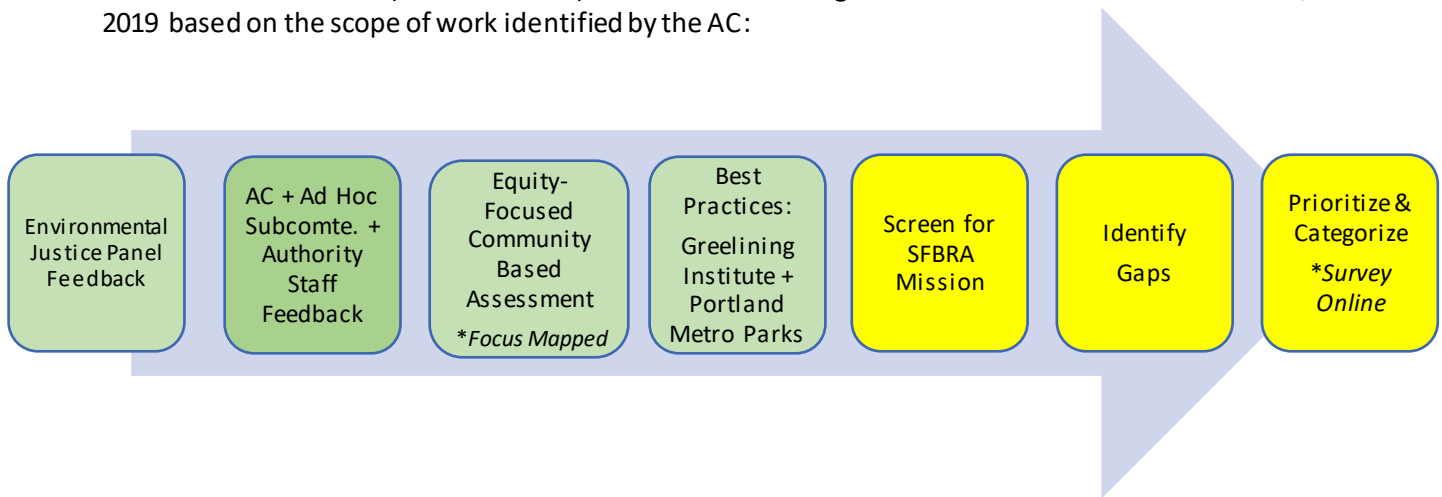 2019 based on the scope of work identified by the AC:
Environmental
Justice Panel
Feedback
AC + Ad Hoc
Subcomte. +
Authority
Staff
Feedback
Equity-
Focused
Community
Based
Assessment
*Focus Mapped
Best
Practices:
Greelining
Institute +
Portland
Metro Parks
Screen for
SFBRA
Mission
Identify
Gaps
Prioritize &
Categorize
*Survey
Online